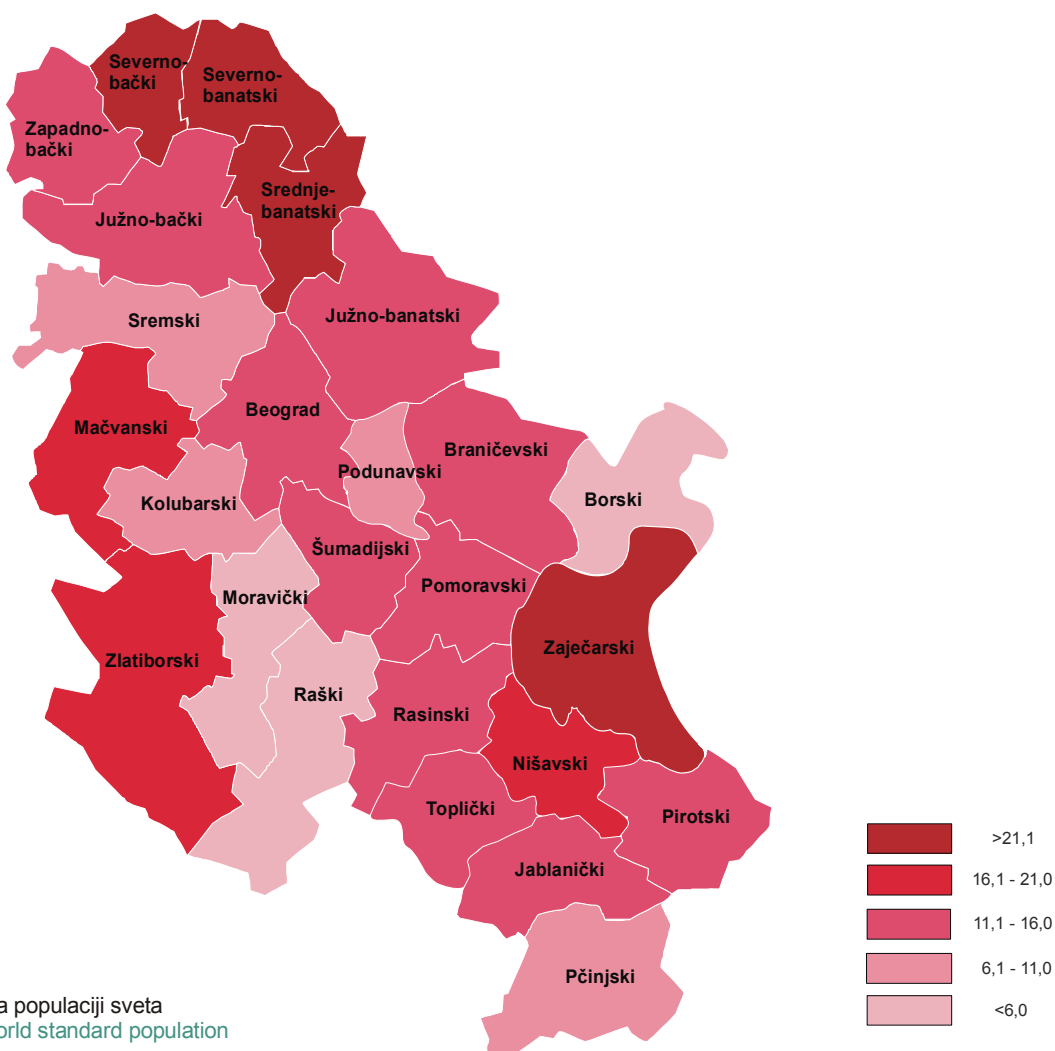 Severno-
bački
Severno-
banatski
Zapadno-
bački
Srednje-
banatski
Južno-bački
Južno-banatski
Sremski
Beograd
Mačvanski
Braničevski
Podunavski
Borski
Kolubarski
Šumadijski
Pomoravski
Moravički
Zaječarski
Zlatiborski
Raški
Rasinski
Nišavski
Toplički
Pirotski
Jablanički
Pčinjski
>21,1
16,1 - 21,0
11,1 - 16,0
6,1 - 11,0
<6,0
a populaciji sveta
orld standard population